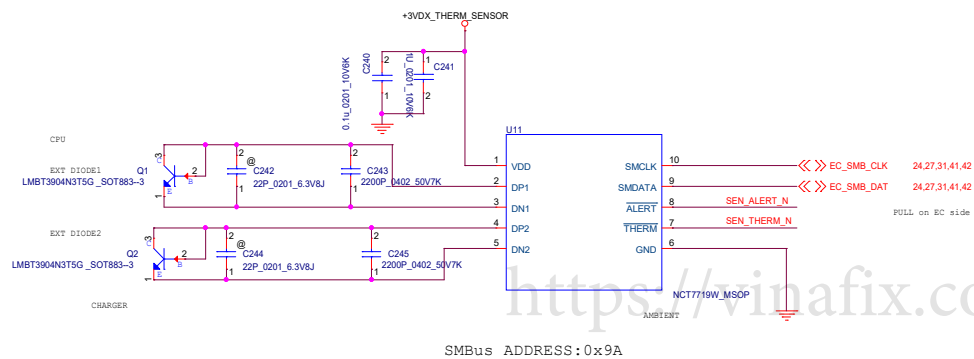 +3VDX_THERM_SENSOR
2
1
C240
0.1u_0201_10V6K
1
2
C241
1U_0201_10V6K
U11
CPU
EXT DIODE1
Q1
LMBT3904N3T5G _SOT883--3
3
C
2
B
E
1
2
@
C242
1
22P_0201_6.3V8J
2
C243
1
2200P_0402_50V7K
1
VDD
SMCLK
10
EC_SMB_CLK
24,27,31,41,42
2
DP1
SMDATA
9
EC_SMB_DAT
24,27,31,41,42
3
DN1
ALERT
8
SEN_ALERT_N
PULL on EC side
4
DP2
THERM
7
SEN_THERM_N
5
DN2
GND
6
EXT DIODE2
Q2
LMBT3904N3T5G _SOT883--3
3
C
2
B
E
1
2
@
C244
1
22P_0201_6.3V8J
2
C245
1
2200P_0402_50V7K
NCT7719W_MSOP
https://vinafix.co
CHARGER
AMBIENT
SMBus ADDRESS:0x9A